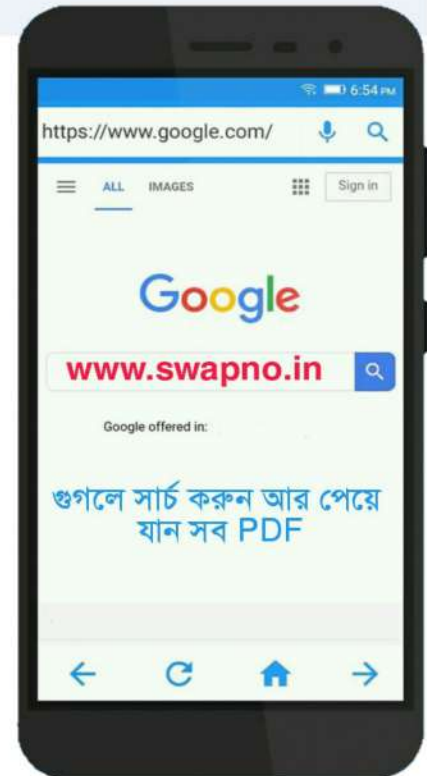 6:54 PM
https://www.google.com/
ALL IMAGES Sign in
Google
www.swapno.in
Google offered in:
গুগলে সার্চ করুন আর পেয়ে
যান সব PDF